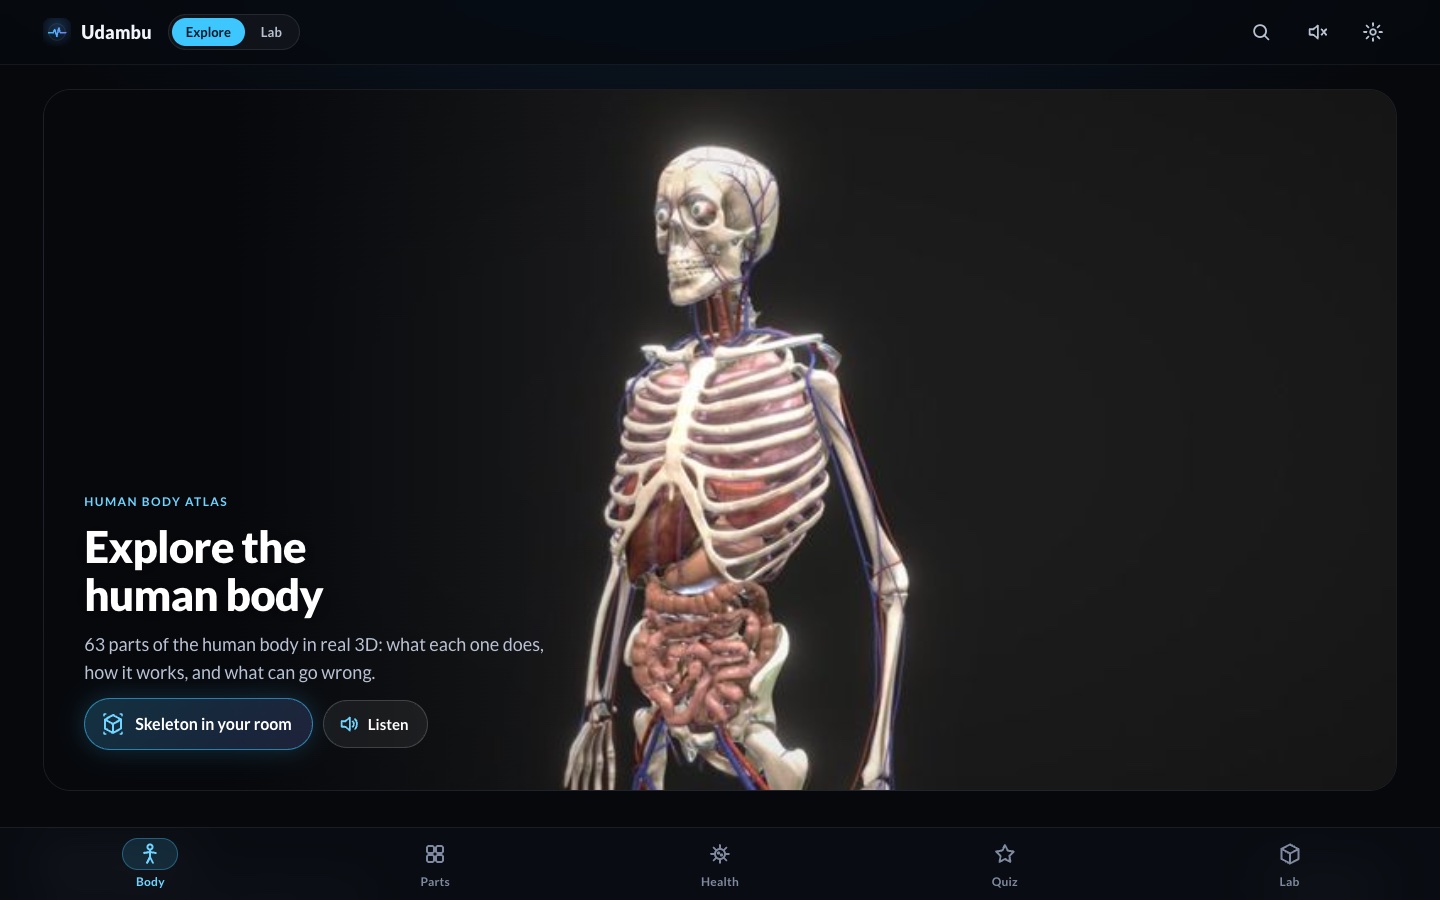 Udambu
Explore
Lab
HUMAN BODY ATLAS
Explore the
human body
63 parts of the human body in real 3D: what each one does,
how it works, and what can go wrong.
Skeleton in your room
Listen
Body
Parts
Health
Quiz
Lab